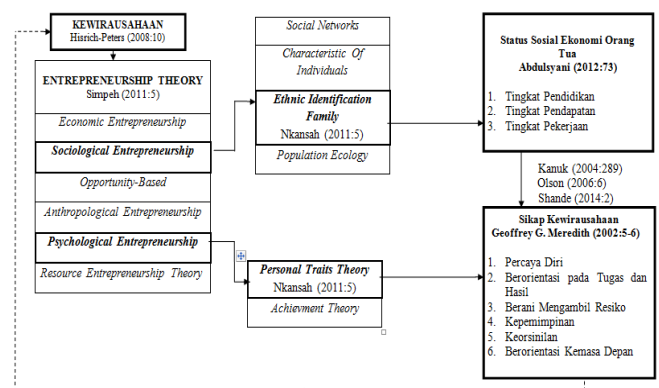 KEWIRAUSAHAAN
Hisrich-Peters (2008:10)
ENTREPRENEURSHIP THEORY
Simpeh (2011:5)
Economic Entrepreneurship
Sociological Entrepreneurship
Opportunity-Based
Anthropological Entrepreneurship
Psychological Entrepreneurship
Resource Entrepreneurship Theory
Social Networks
Characteristic Of
Individuals
Ethnic Identification
Family
Nkansah (2011:5)
Population Ecology
Personal Traits Theory
Nkansah (2011:5)
Achievment Theory
Status Sosial Ekonomi Orang
Tua
Abdulsyani (2012:73)
1. Tingkat Pendidikan
2. Tingkat Pendapatan
3. Tingkat Pekerjaan
Kanuk (2004:289)
Olson (2006:6)
Shande (2014:2)
Sikap Kewirausahaan
Geoffrey G. Meredith (2002:5-6)
1. Percaya Diri
2. Berorientasi pada Tugas dan
Hasil
3. Berani Mengambil Resiko
4. Kepemimpinan
5. Keorsinilan
6. Berorientasi Kemasa Depan